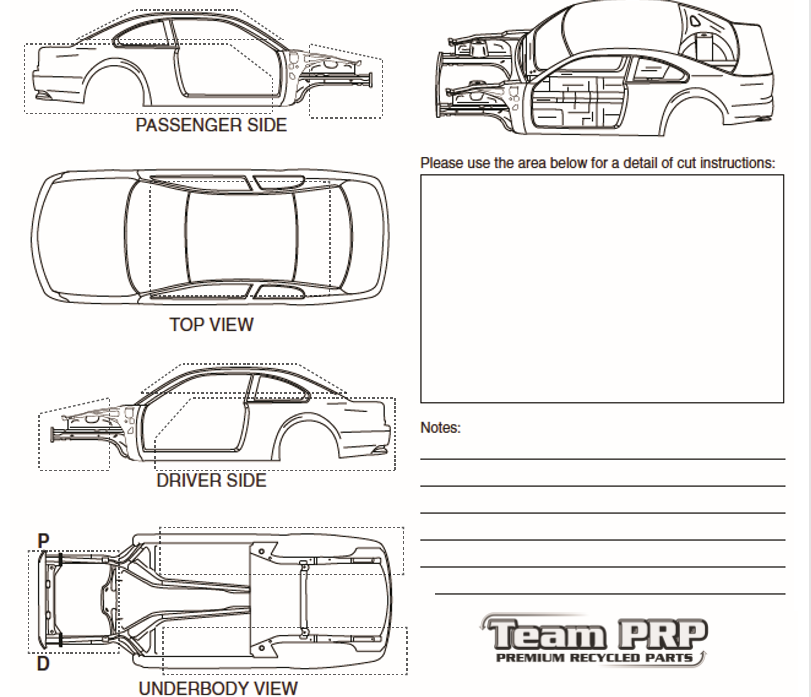 PASSENGER SIDE
TOP VIEW
DRIVER SIDE
P
D
UNDERBODY VIEW
Please use the area below for a detail of cut instructions:
Notes:
Team PRP
PREMIUM RECYCLED PARTS